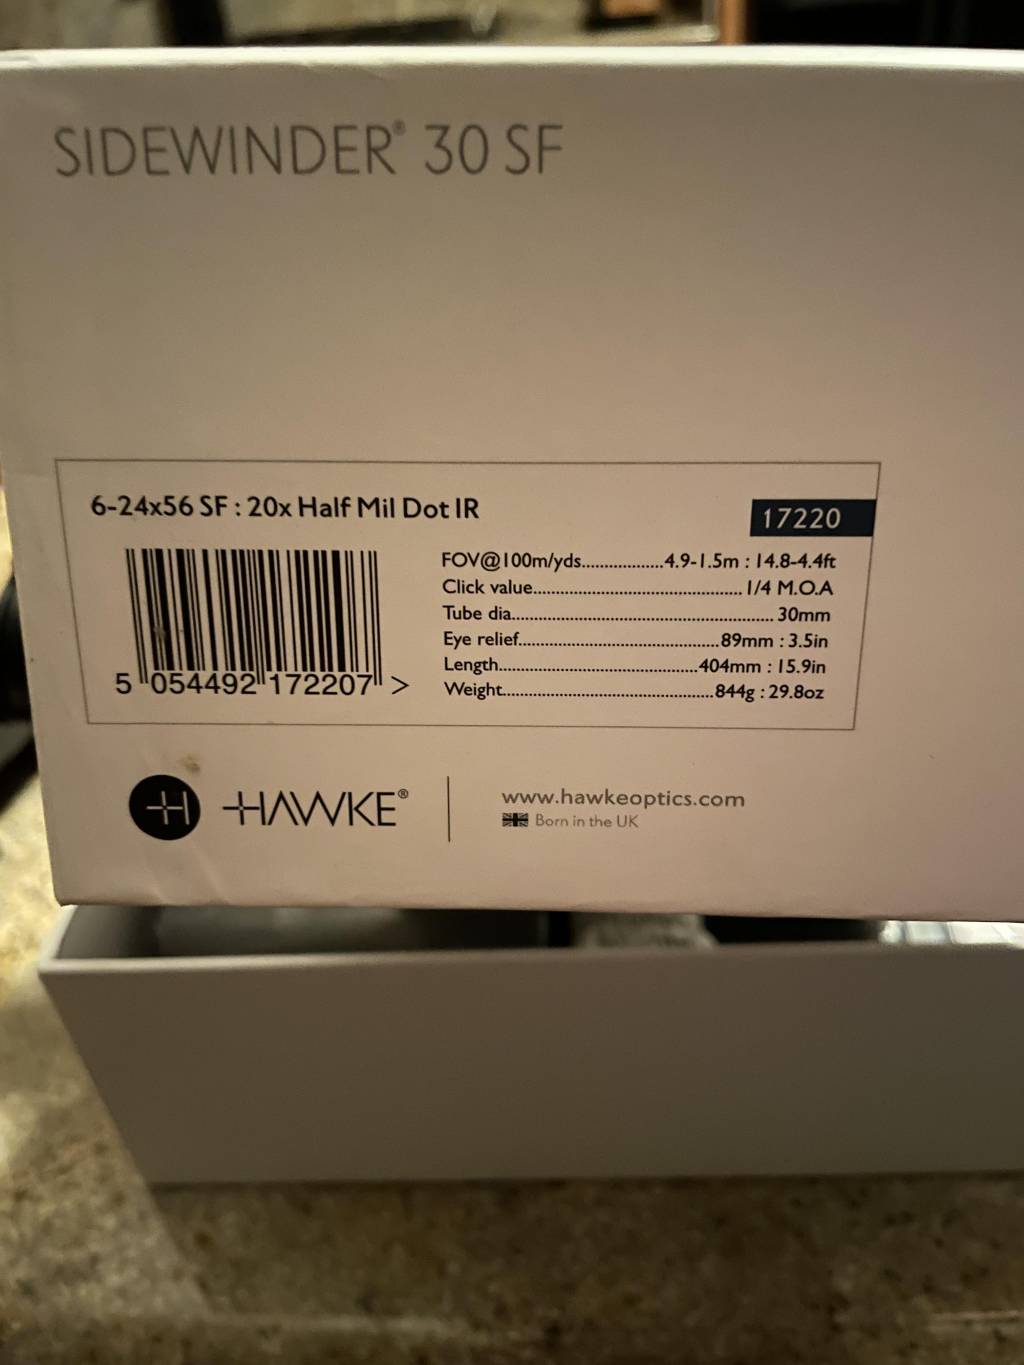 SIDEWINDER® 30 SF
6-24x56 SF : 20x Half Mil Dot IR
17220
FOV@100m/yds..................4.9-1.5m : 14.8-4.4ft
Click value.............................................. 1/4 M.O.A
Tube dia......................................................... 30mm
Eye relief...........................................89mm : 3.5in
Length...........................................404mm : 15.9in
Weight..............................................844g : 29.8oz
5 054492 172207 >
H HAWKE®
www.hawkeoptics.com
Born in the UK